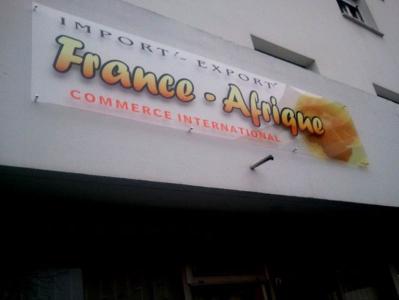 IMPORT - EXPORT
France - Afrique
COMMERCE INTERNATIONAL